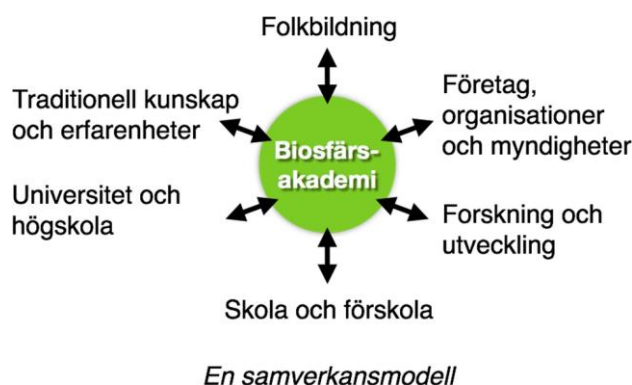 Folkbildning
Traditionell kunskap
och erfarenheter
Företag,
organisationer
och myndigheter
Biosfärs-
akademi
Universitet och
högskola
Forskning och
utveckling
Skola och förskola
En samverkansmodell